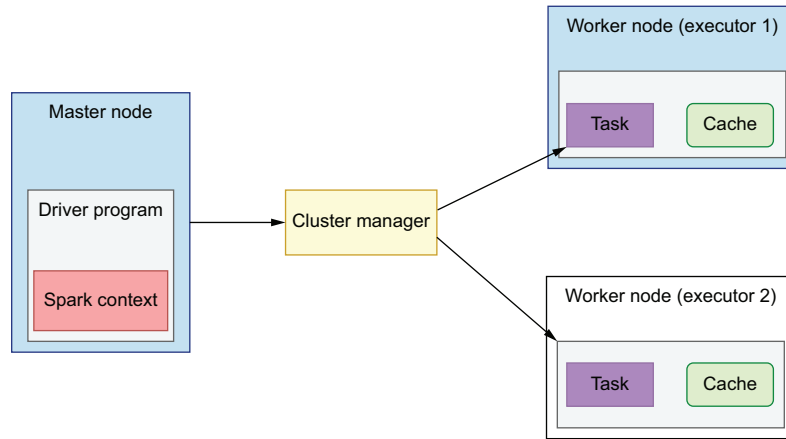 Master node
Driver program
Spark context
Cluster manager
Worker node (executor 1)
Task
Cache
Worker node (executor 2)
Task
Cache